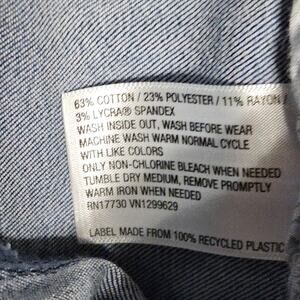 63% COTTON / 23% POLYESTER / 11% RAYON /
3% LYCRA® SPANDEX
WASH INSIDE OUT, WASH BEFORE WEAR
MACHINE WASH WARM NORMAL CYCLE
WITH LIKE COLORS
ONLY NON-CHLORINE BLEACH WHEN NEEDED
TUMBLE DRY MEDIUM, REMOVE PROMPTLY
WARM IRON WHEN NEEDED
RN17730 VN1299629
LABEL MADE FROM 100% RECYCLED PLASTIC